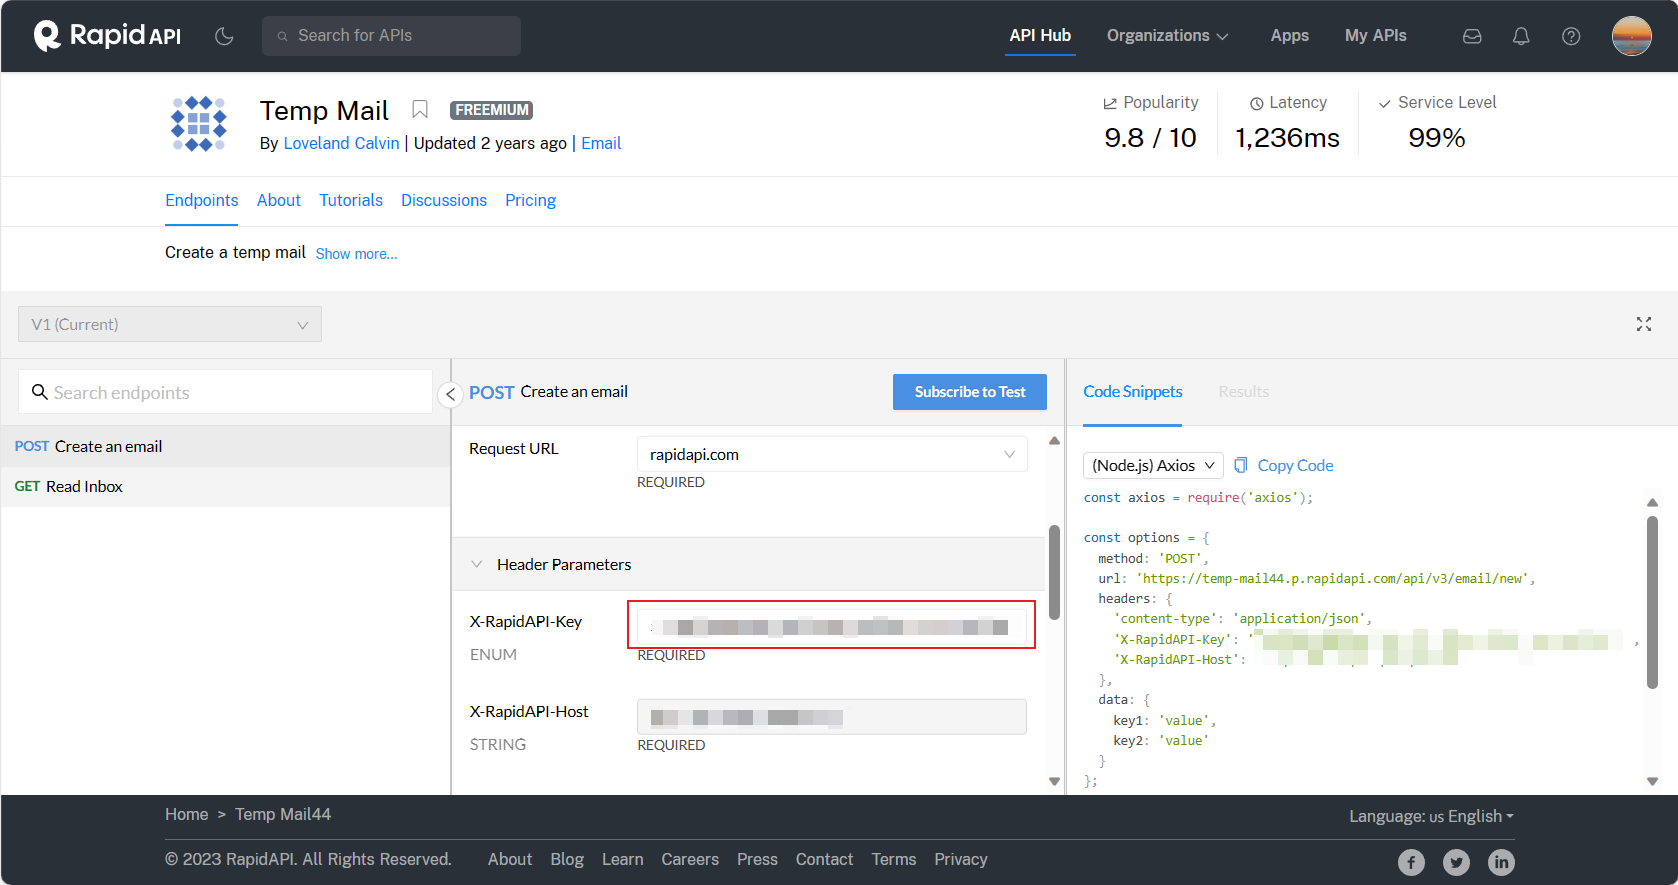 Rapid API
Search for APIs
API Hub
Organizations
Apps
My APIs
Temp Mail
FREEMIUM
By Loveland Calvin | Updated 2 years ago | Email
Popularity
9.8 / 10
Latency
1,236ms
Service Level
99%
Endpoints
About
Tutorials
Discussions
Pricing
Create a temp mail Show more...
V1 (Current)
Search endpoints
POST Create an email
GET Read Inbox
POST Create an email
Subscribe to Test
Request URL
rapidapi.com
REQUIRED
Header Parameters
X-RapidAPI-Key
ENUM
REQUIRED
X-RapidAPI-Host
STRING
REQUIRED
Code Snippets
Results
(Node.js) Axios
Copy Code
const axios = require('axios');
const options = {
method: 'POST',
url: 'https://temp-mail44.p.rapidapi.com/api/v3/email/new',
headers: {
'content-type': 'application/json',
'X-RapidAPI-Key': ' ,
'X-RapidAPI-Host':
},
data: {
key1: 'value',
key2: 'value'
}
};
Home > Temp Mail44
Language: us English
© 2023 RapidAPI. All Rights Reserved.
About
Blog
Learn
Careers
Press
Contact
Terms
Privacy